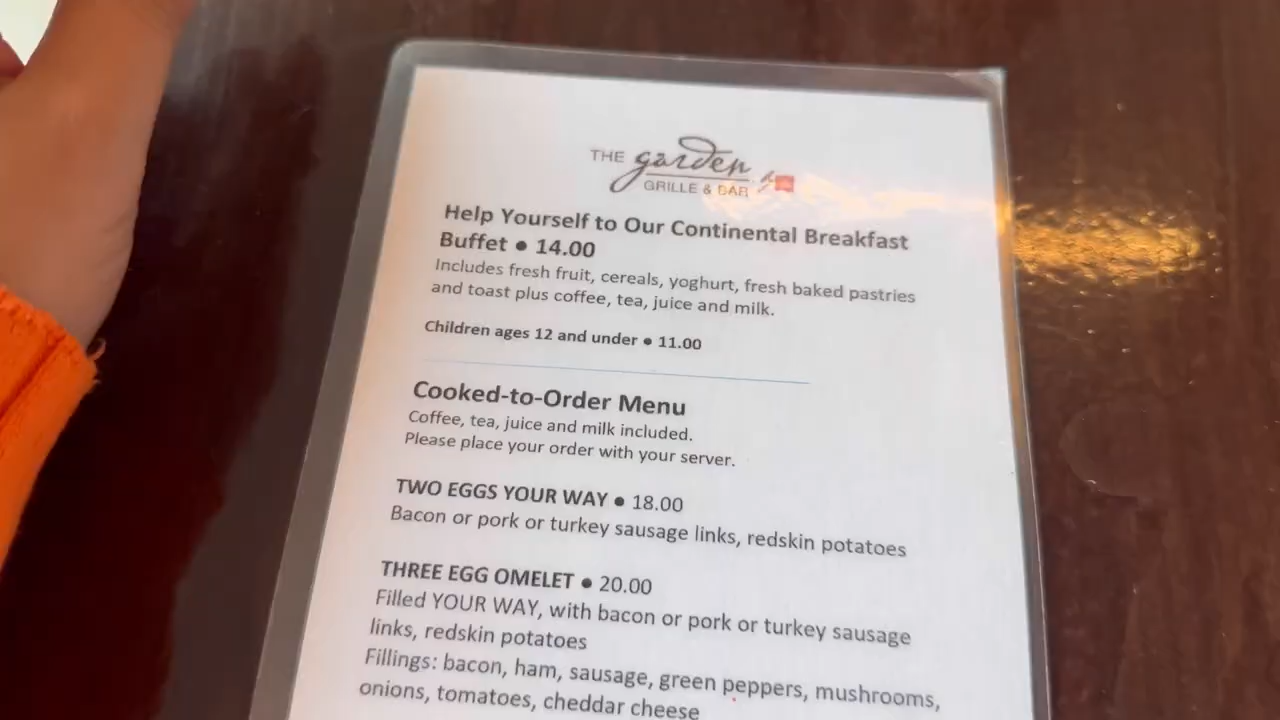 THE garden
GRILLE & BAR
Help Yourself to Our Continental Breakfast
Buffet ● 14.00
Includes fresh fruit, cereals, yoghurt, fresh baked pastries
and toast plus coffee, tea, juice and milk.
Children ages 12 and under ● 11.00
Cooked-to-Order Menu
Coffee, tea, juice and milk included.
Please place your order with your server.
TWO EGGS YOUR WAY ● 18.00
Bacon or pork or turkey sausage links, redskin potatoes
THREE EGG OMELET ● 20.00
Filled YOUR WAY, with bacon or pork or turkey sausage
links, redskin potatoes
Fillings: bacon, ham, sausage, green peppers, mushrooms,
onions, tomatoes, cheddar cheese